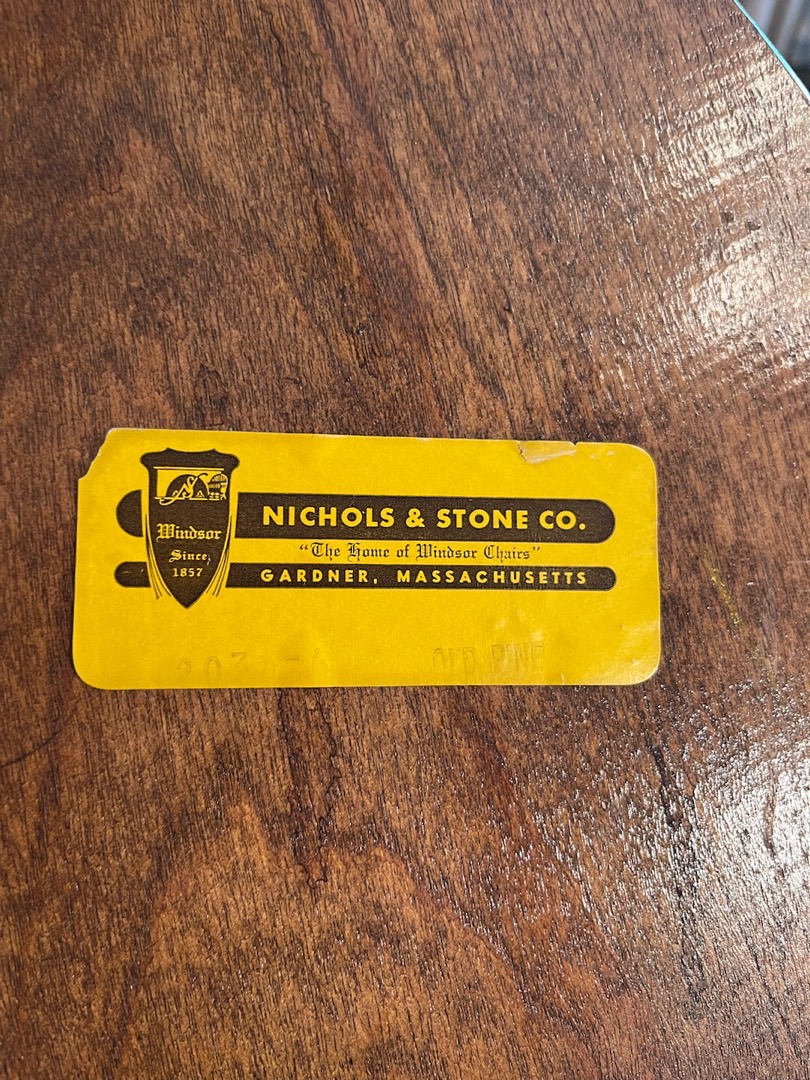 Windsor
Since,
1857
NICHOLS & STONE CO.
"The Home of Windsor Chairs"
GARDNER, MASSACHUSETTS
OLD PINE